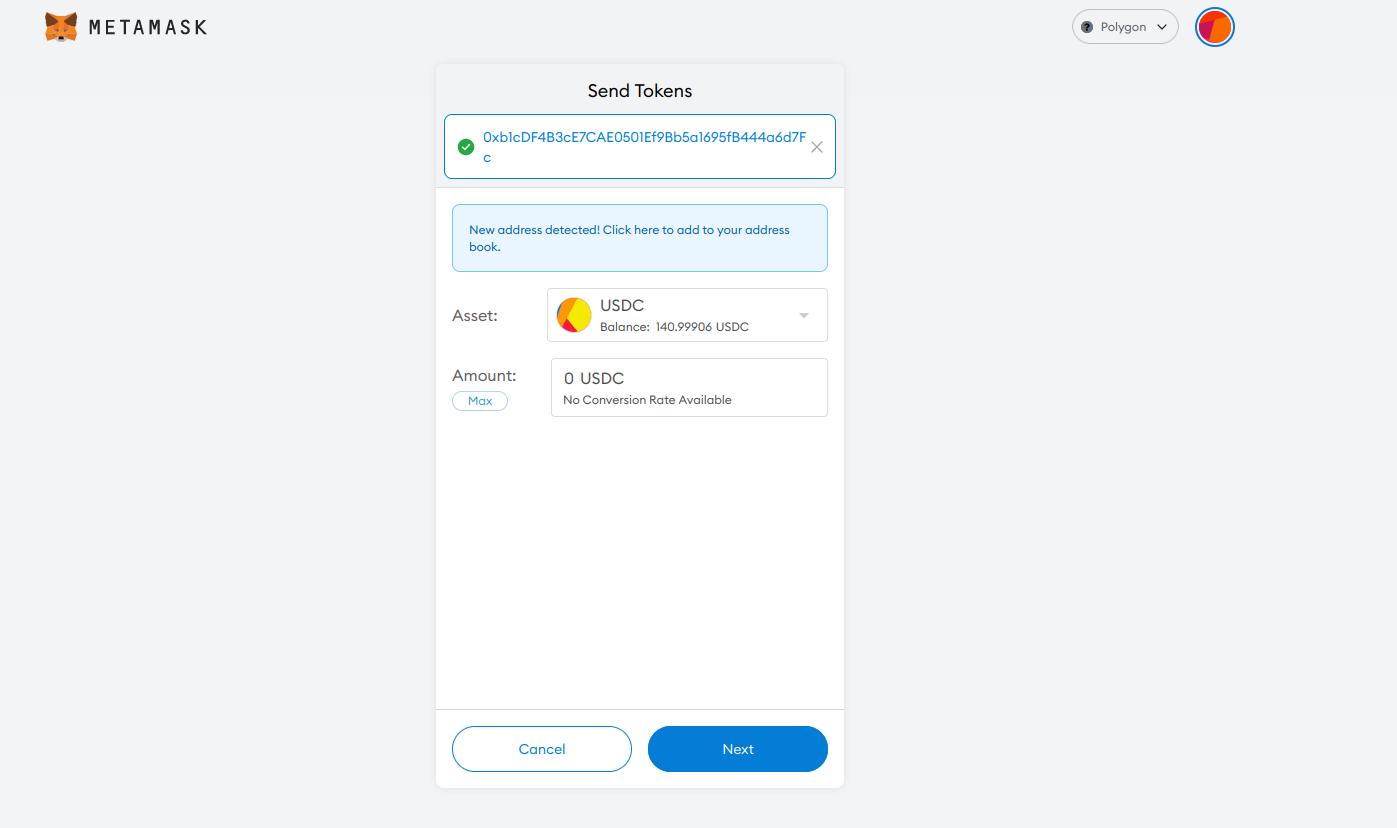 METAMASK
Polygon
Send Tokens
0xb1cDF4B3cE7CAE0501Ef9Bb5a1695fB444a6d7F
c
New address detected! Click here to add to your address
book.
Asset:
USDC
Balance: 140.99906 USDC
Amount:
Max
0 USDC
No Conversion Rate Available
Cancel
Next